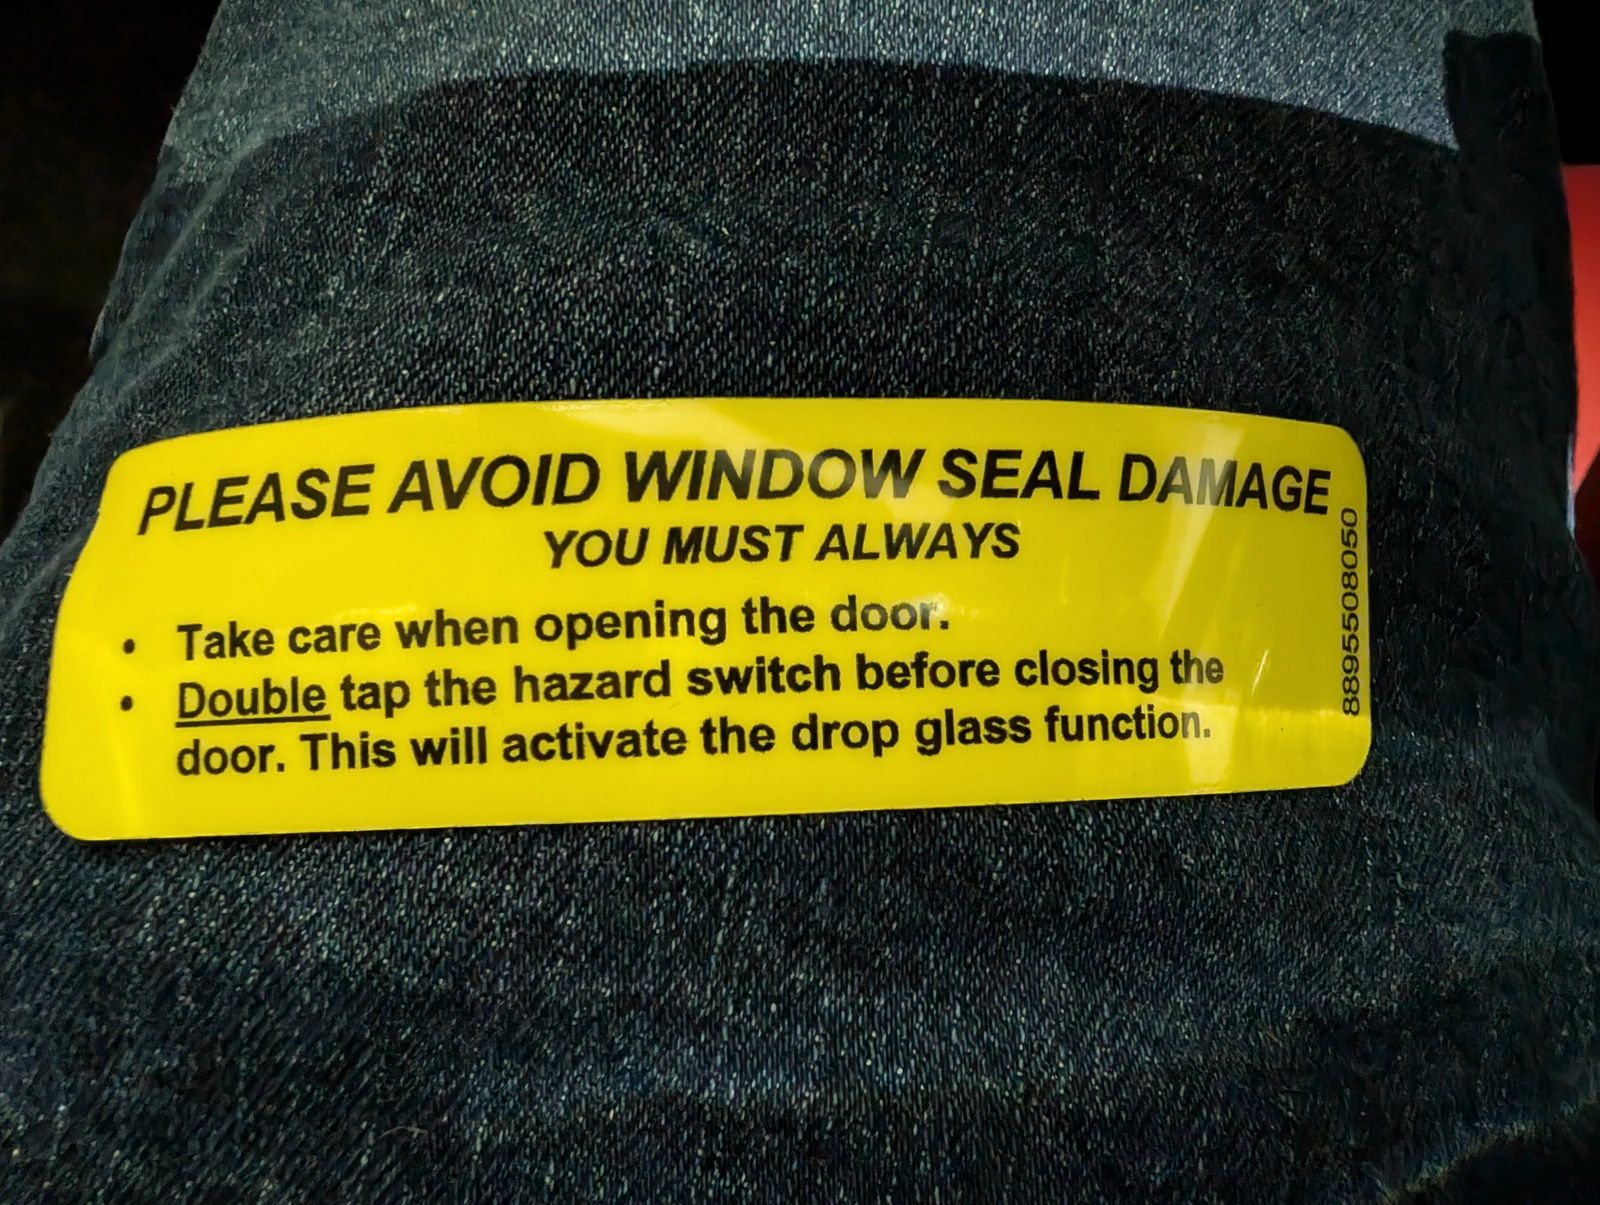 PLEASE AVOID WINDOW SEAL DAMAGE
YOU MUST ALWAYS
• Take care when opening the door.
• Double tap the hazard switch before closing the
door. This will activate the drop glass function.
8895508050